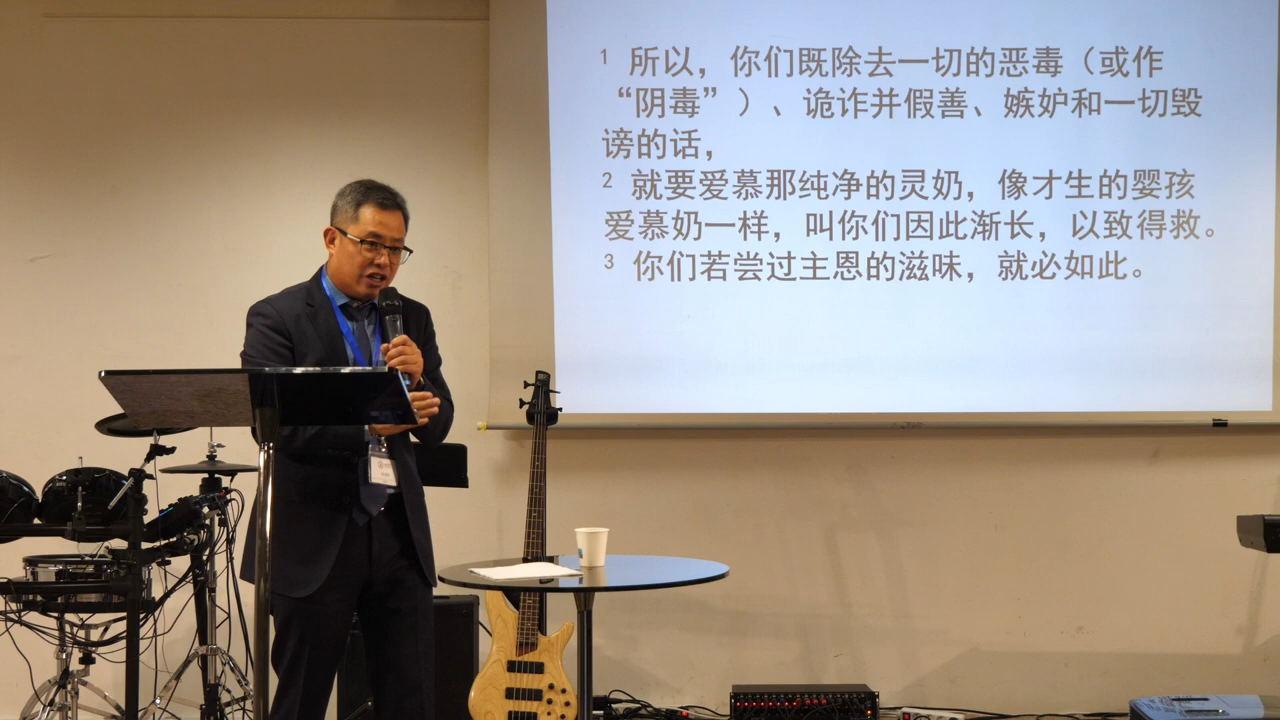 1 所以，你们既除去一切的恶毒（或作
“阴毒”）、诡诈并假善、嫉妒和一切毁
谤的话，
2 就要爱慕那纯净的灵奶，像才生的婴孩
爱慕奶一样，叫你们因此渐长，以致得救。
3 你们若尝过主恩的滋味，就必如此。